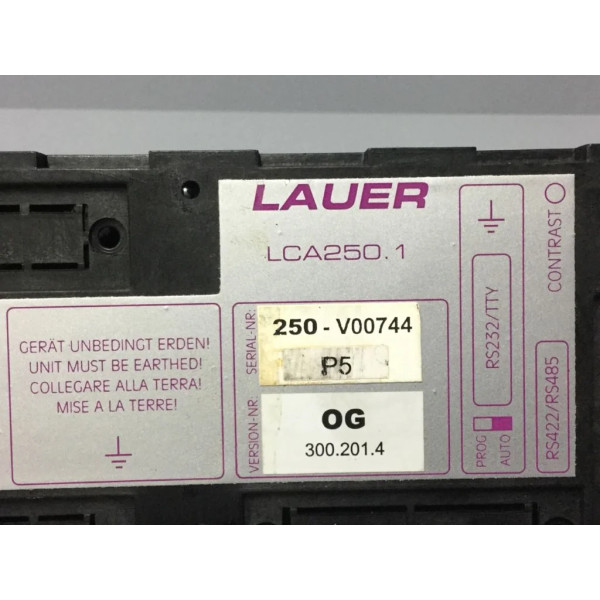 LAUER
LCA250.1
GERÄT UNBEDINGT ERDEN!
UNIT MUST BE EARTHED!
COLLEGARE ALLA TERRA!
MISE A LA TERRE!
SERIAL-NR.
250 - V00744
P5
VERSION-NR.
OG
300.201.4
RS232/TTY
PROG
AUTO
CONTRAST
RS422/RS485